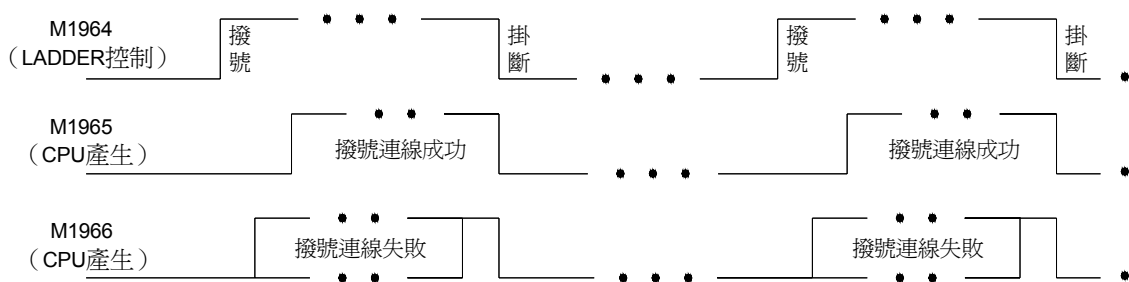 M1964
（LADDER控制）
撥號
掛斷
撥號
掛斷
M1965
（CPU產生）
撥號連線成功
撥號連線成功
M1966
（CPU產生）
撥號連線失敗
撥號連線失敗